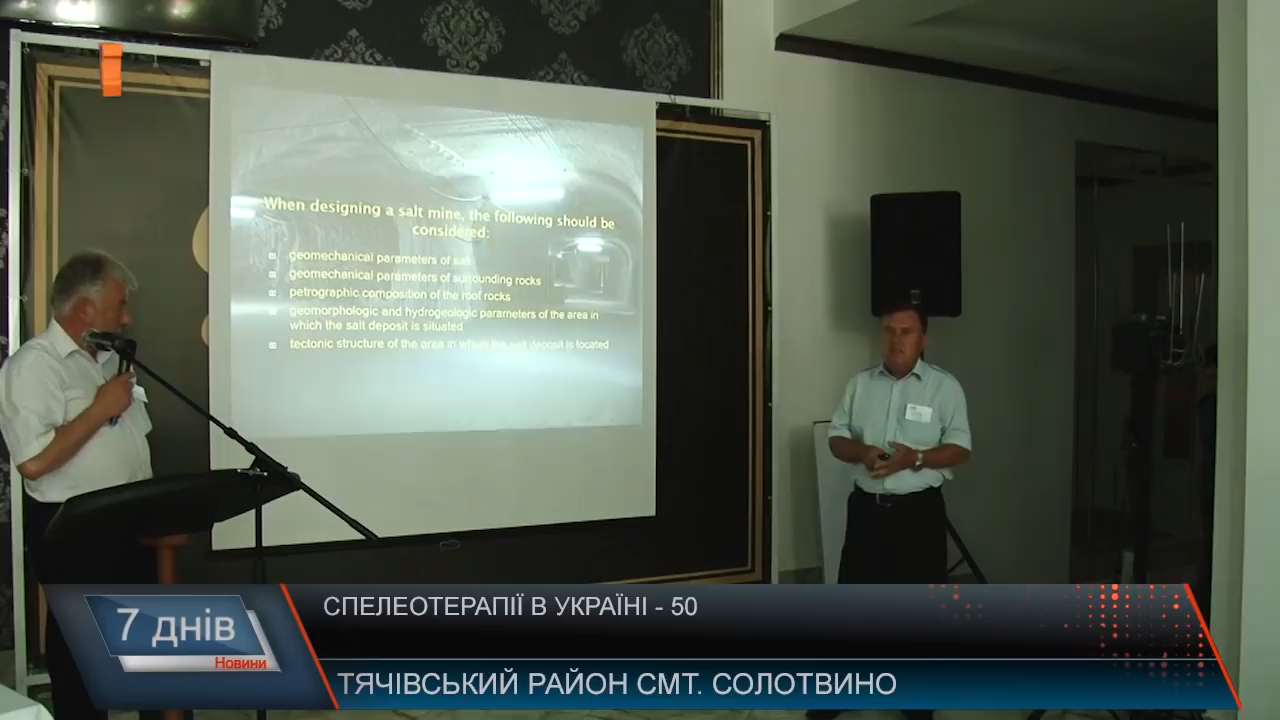 When designing a salt mine, the following should be
considered:
geomechanical parameters of salt
geomechanical parameters of surrounding rocks
petrographic composition of the roof rocks
geomorphologic and hydrogeologic parameters of the area in
which the salt deposit is situated
tectonic structure of the area in which the salt deposit is located
7 днів
Новини
СПЕЛЕОТЕРАПІЇ В УКРАЇНІ - 50
ТЯЧІВСЬКИЙ РАЙОН СМТ. СОЛОТВИНО